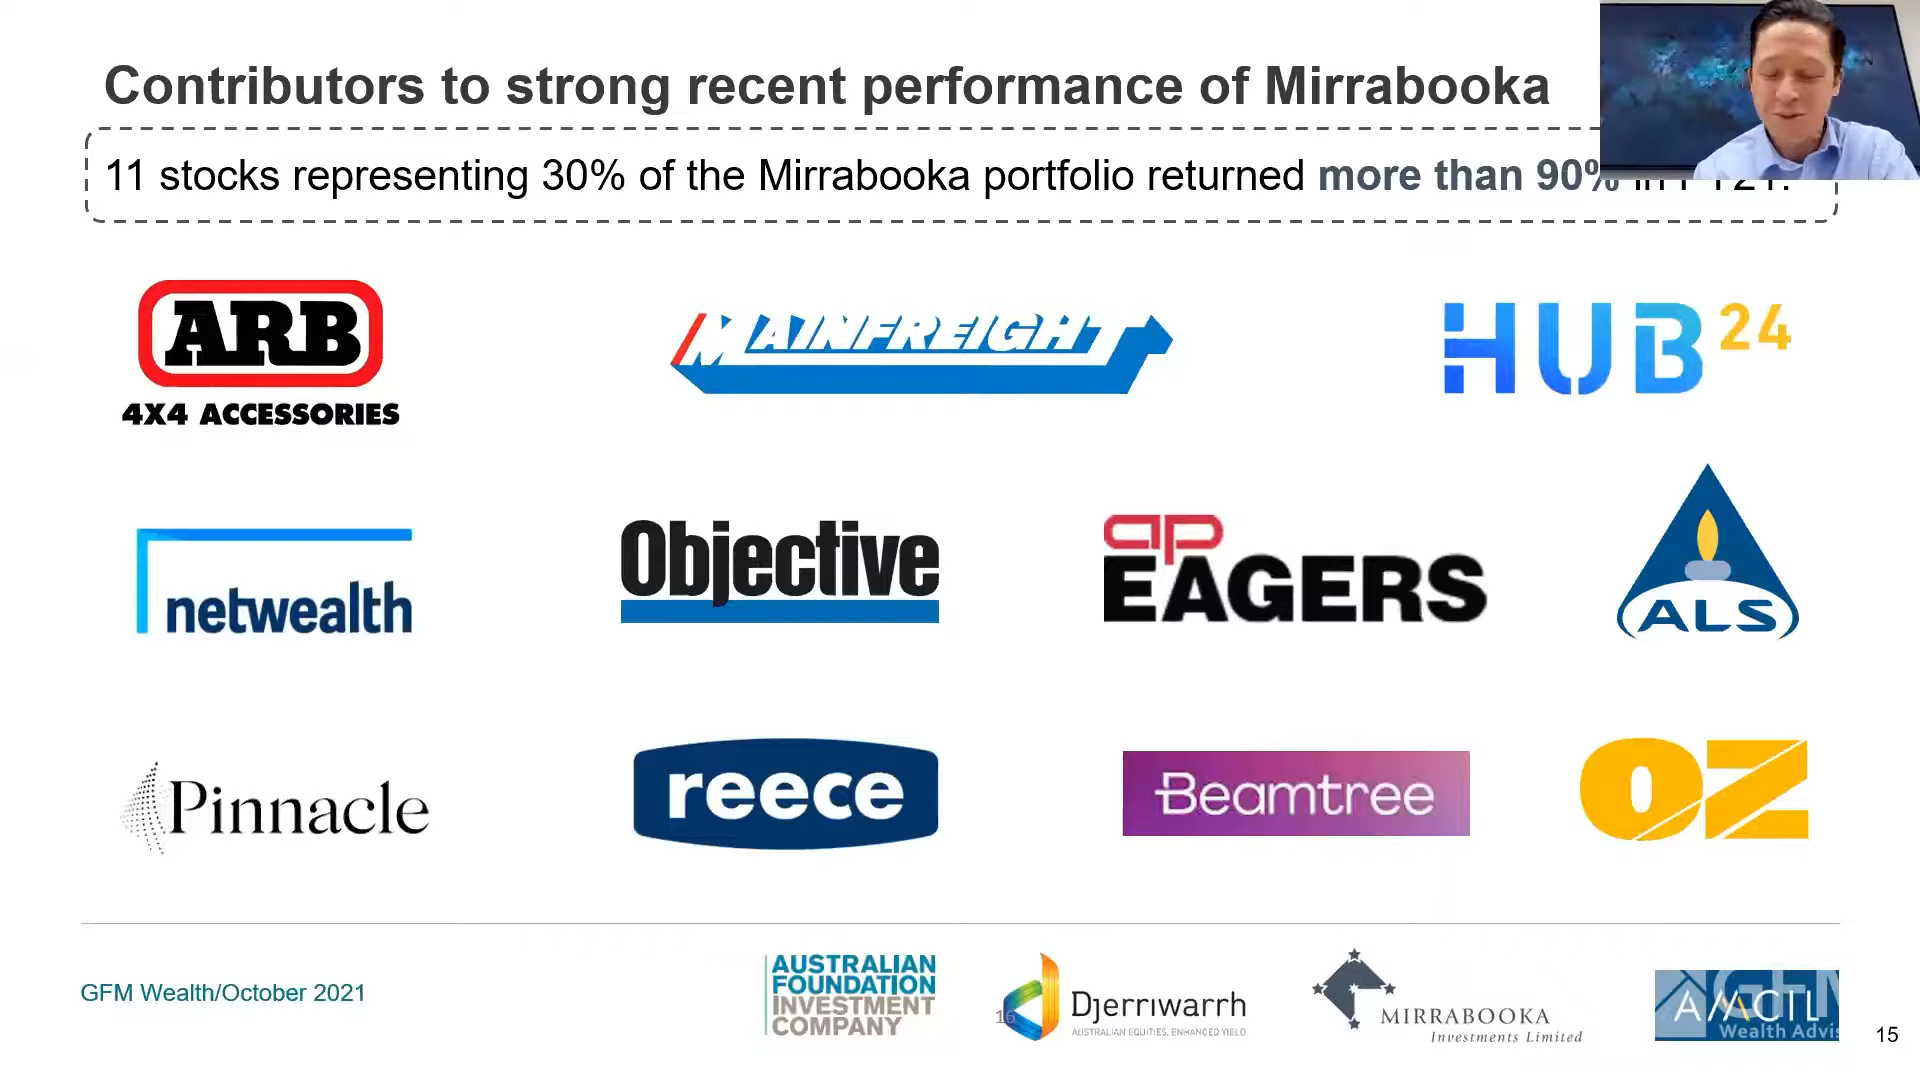 Contributors to strong recent performance of Mirrabooka
11 stocks representing 30% of the Mirrabooka portfolio returned more than 90%
ARB
4X4 ACCESSORIES
MAINFREIGHT
HUB24
netwealth
Objective
ap
EAGERS
ALS
Pinnacle
reece
Beamtree
OZ
GFM Wealth/October 2021
AUSTRALIAN
FOUNDATION
INVESTMENT
COMPANY
Djerriwarrh
AUSTRALIAN EQUITIES, ENHANCED YIELD
MIRRABOOKA
Investments Limited
AMCIL
Wealth
15